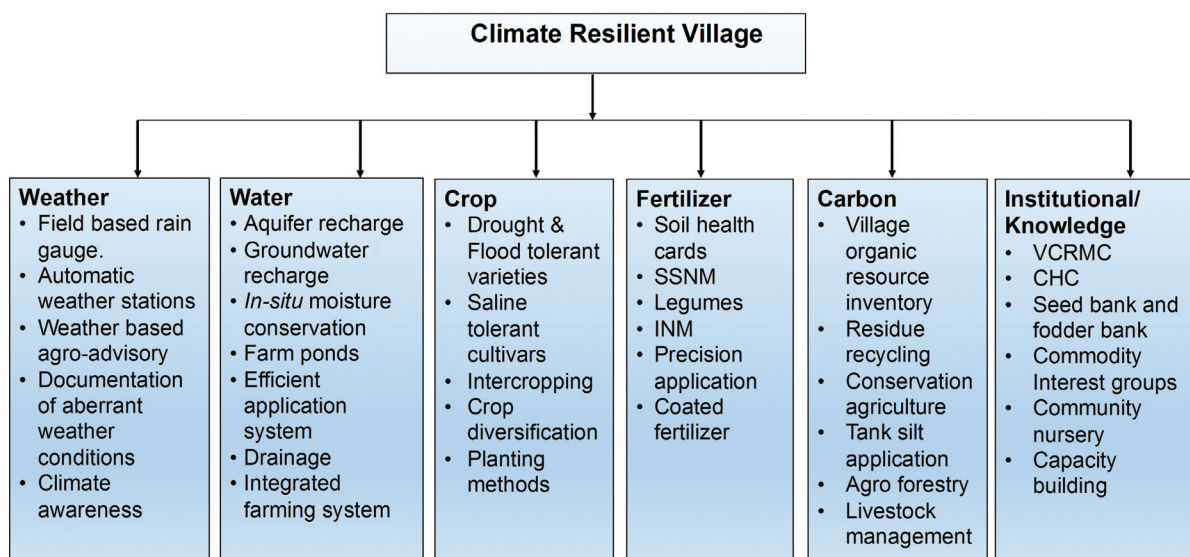 Climate Resilient Village
Weather
• Field based rain
gauge.
• Automatic
weather stations
• Weather based
agro-advisory
• Documentation
of aberrant
weather
conditions
• Climate
awareness
Water
• Aquifer recharge
• Groundwater
recharge
• In-situ moisture
conservation
• Farm ponds
• Efficient
application
system
• Drainage
• Integrated
farming system
Crop
• Drought &
Flood tolerant
varieties
• Saline
tolerant
cultivars
• Intercropping
• Crop
diversification
• Planting
methods
Fertilizer
• Soil health
cards
• SSNM
• Legumes
• INM
• Precision
application
• Coated
fertilizer
Carbon
• Village
organic
resource
inventory
• Residue
recycling
• Conservation
agriculture
• Tank silt
application
• Agro forestry
• Livestock
management
Institutional/
Knowledge
• VCRMC
• CHC
• Seed bank and
fodder bank
• Commodity
Interest groups
• Community
nursery
• Capacity
building